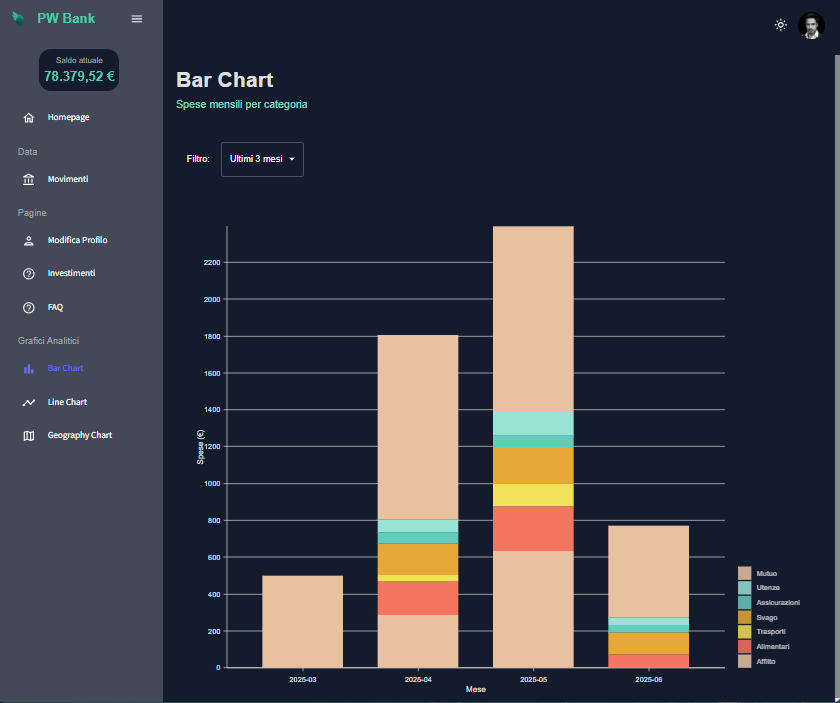 PW Bank
Saldo attuale
78.379,52 €
Homepage
Data
Movimenti
Pagine
Modifica Profilo
Investimenti
FAQ
Grafici Analitici
Bar Chart
Line Chart
Geography Chart
Bar Chart
Spese mensili per categoria
Filtro:
Ultimi 3 mesi
Spese (€)
2200
2000
1800
1600
1400
1200
1000
800
600
400
200
0
2025-03
2025-04
2025-05
2025-06
Mese
Mutuo
Utenze
Assicurazioni
Svago
Trasporti
Alimentari
Affitto